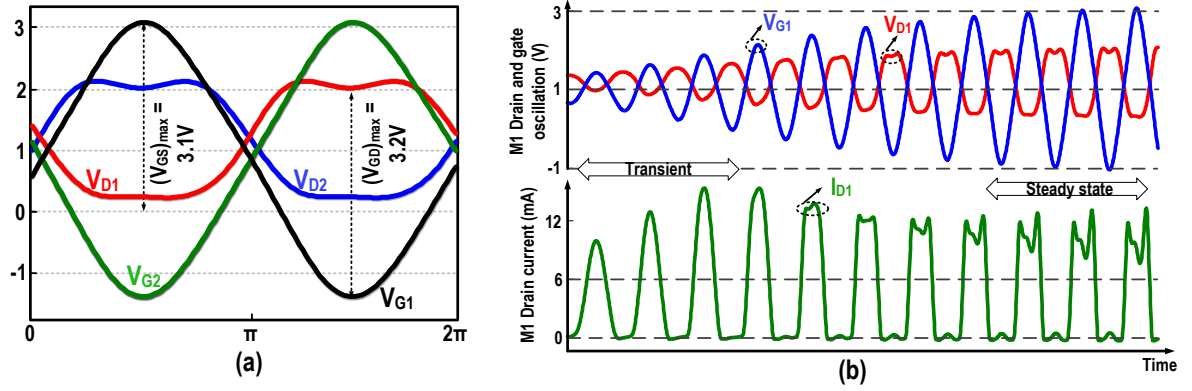 3
2
1
0
-1
V_D1
V_D2
V_G2
V_G1
(V_GS)max =
3.1V
(V_GD)max =
3.2V
0
π
2π
(a)
M1 Drain and gate
oscillation (V)
3
1
-1
V_G1
V_D1
Transient
Steady state
M1 Drain current (mA)
12
6
0
I_D1
Time
(b)